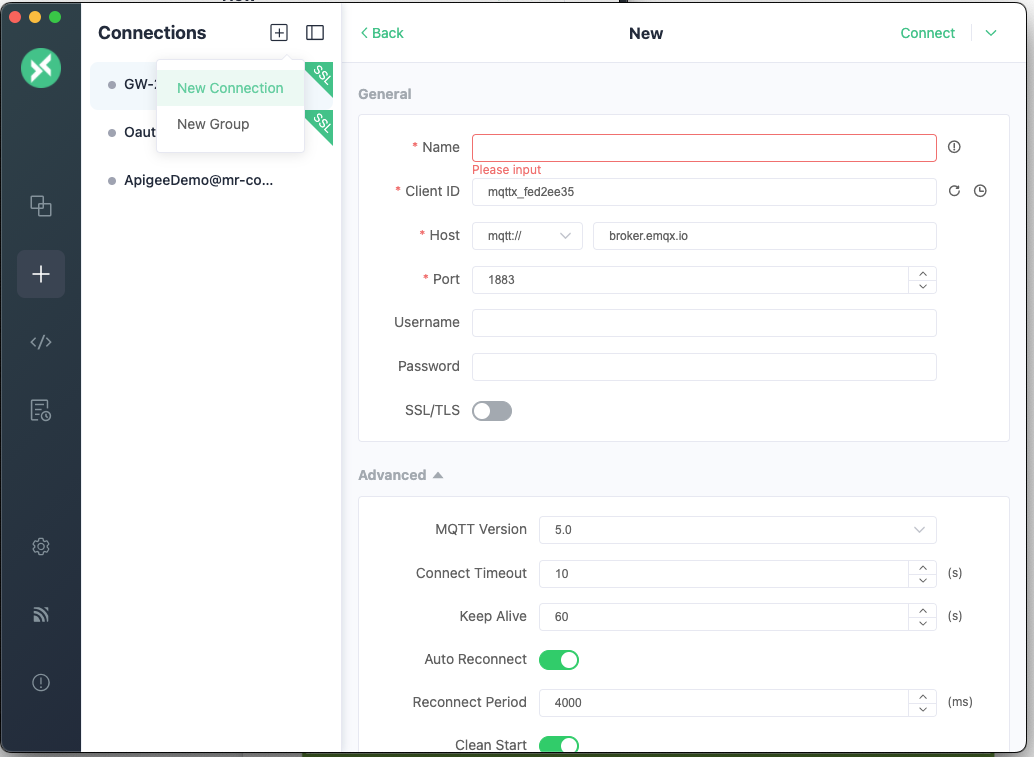 Connections
GW-2
SSL
New Connection
Oaut
SSL
New Group
ApigeeDemo@mr-co...
Back
New
Connect
General
* Name
Please input
* Client ID
mqttx_fed2ee35
* Host
mqtt://
broker.emqx.io
* Port
1883
Username
Password
SSL/TLS
Advanced
MQTT Version
5.0
Connect Timeout
10
(s)
Keep Alive
60
(s)
Auto Reconnect
Reconnect Period
4000
(ms)
Clean Start